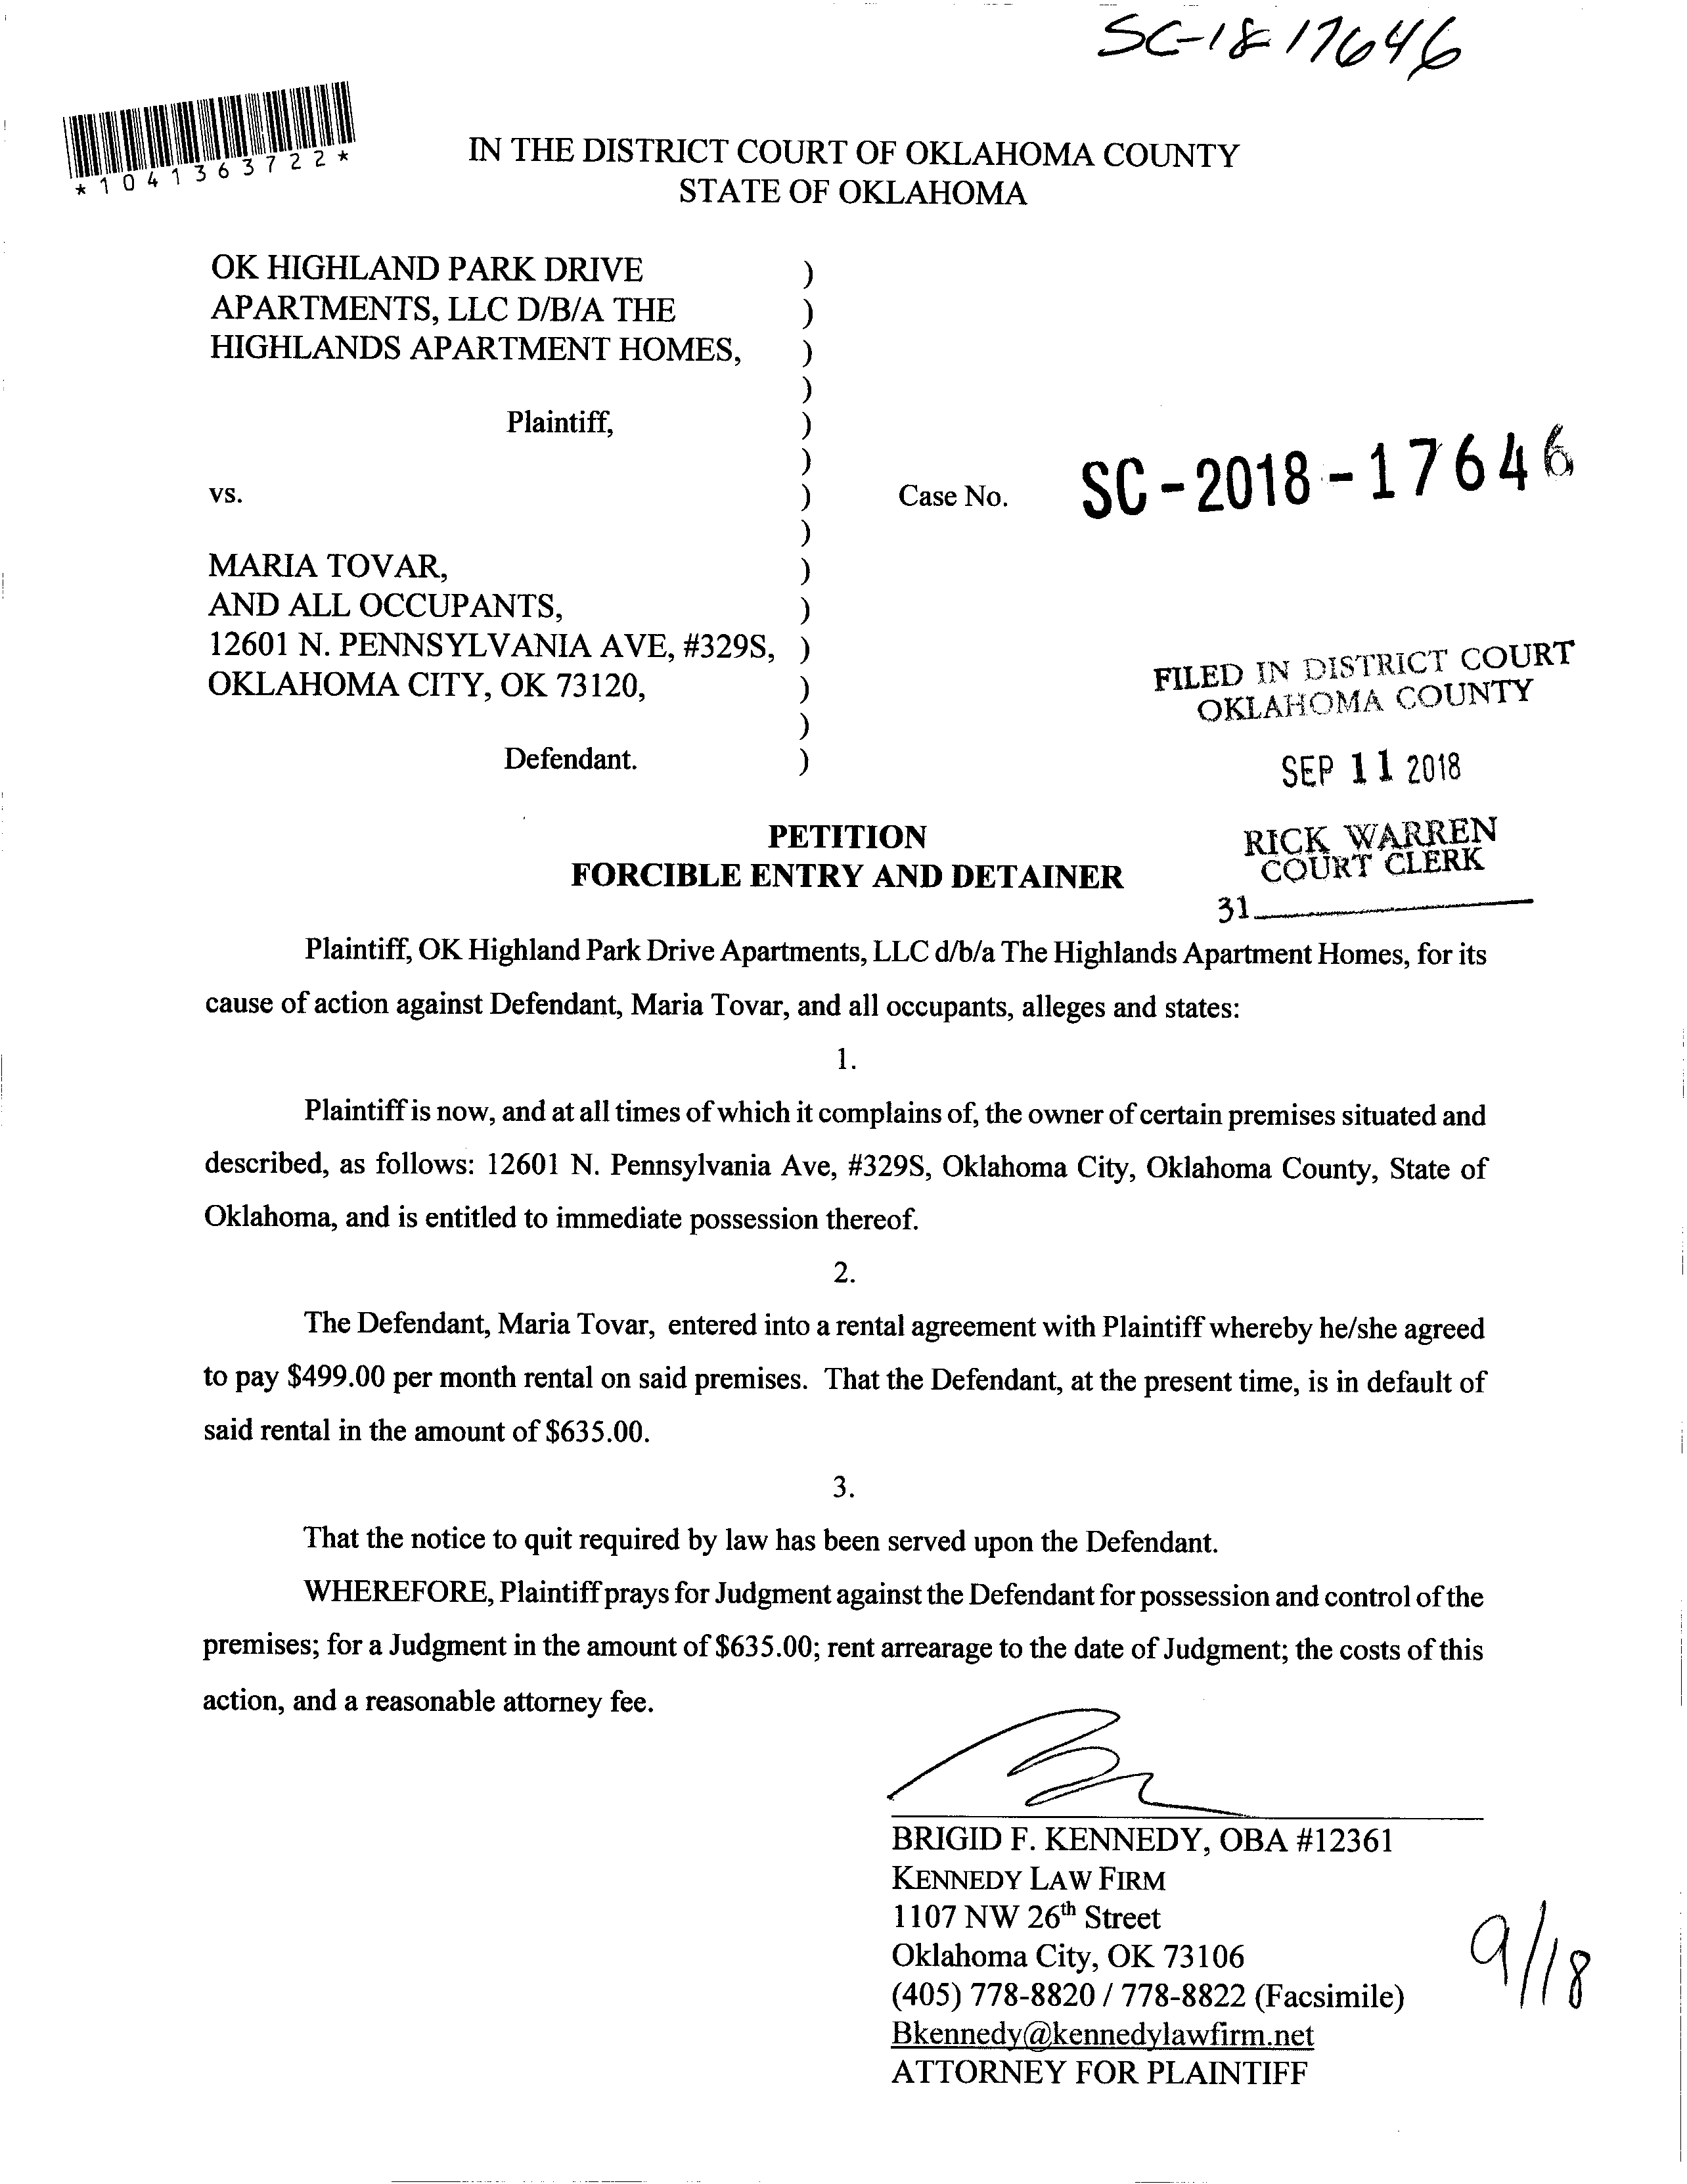 SC-18-17646
*1041363722*
IN THE DISTRICT COURT OF OKLAHOMA COUNTY
STATE OF OKLAHOMA
OK HIGHLAND PARK DRIVE )
APARTMENTS, LLC D/B/A THE )
HIGHLANDS APARTMENT HOMES, )
)
Plaintiff, )
)
vs. ) Case No. SC-2018-17646
)
MARIA TOVAR, )
AND ALL OCCUPANTS, )
12601 N. PENNSYLVANIA AVE, #329S, )
OKLAHOMA CITY, OK 73120, )
)
Defendant. )
FILED IN DISTRICT COURT
OKLAHOMA COUNTY
SEP 11 2018
RICK WARREN
COURT CLERK
31
PETITION
FORCIBLE ENTRY AND DETAINER
Plaintiff, OK Highland Park Drive Apartments, LLC d/b/a The Highlands Apartment Homes, for its
cause of action against Defendant, Maria Tovar, and all occupants, alleges and states:
1.
Plaintiff is now, and at all times of which it complains of, the owner of certain premises situated and
described, as follows: 12601 N. Pennsylvania Ave, #329S, Oklahoma City, Oklahoma County, State of
Oklahoma, and is entitled to immediate possession thereof.
2.
The Defendant, Maria Tovar, entered into a rental agreement with Plaintiff whereby he/she agreed
to pay $499.00 per month rental on said premises. That the Defendant, at the present time, is in default of
said rental in the amount of $635.00.
3.
That the notice to quit required by law has been served upon the Defendant.
WHEREFORE, Plaintiff prays for Judgment against the Defendant for possession and control of the
premises; for a Judgment in the amount of $635.00; rent arrearage to the date of Judgment; the costs of this
action, and a reasonable attorney fee.
BRIGID F. KENNEDY, OBA #12361
KENNEDY LAW FIRM
1107 NW 26th Street
Oklahoma City, OK 73106
(405) 778-8820 / 778-8822 (Facsimile)
Bkennedy@kennedylawfirm.net
ATTORNEY FOR PLAINTIFF
9/18